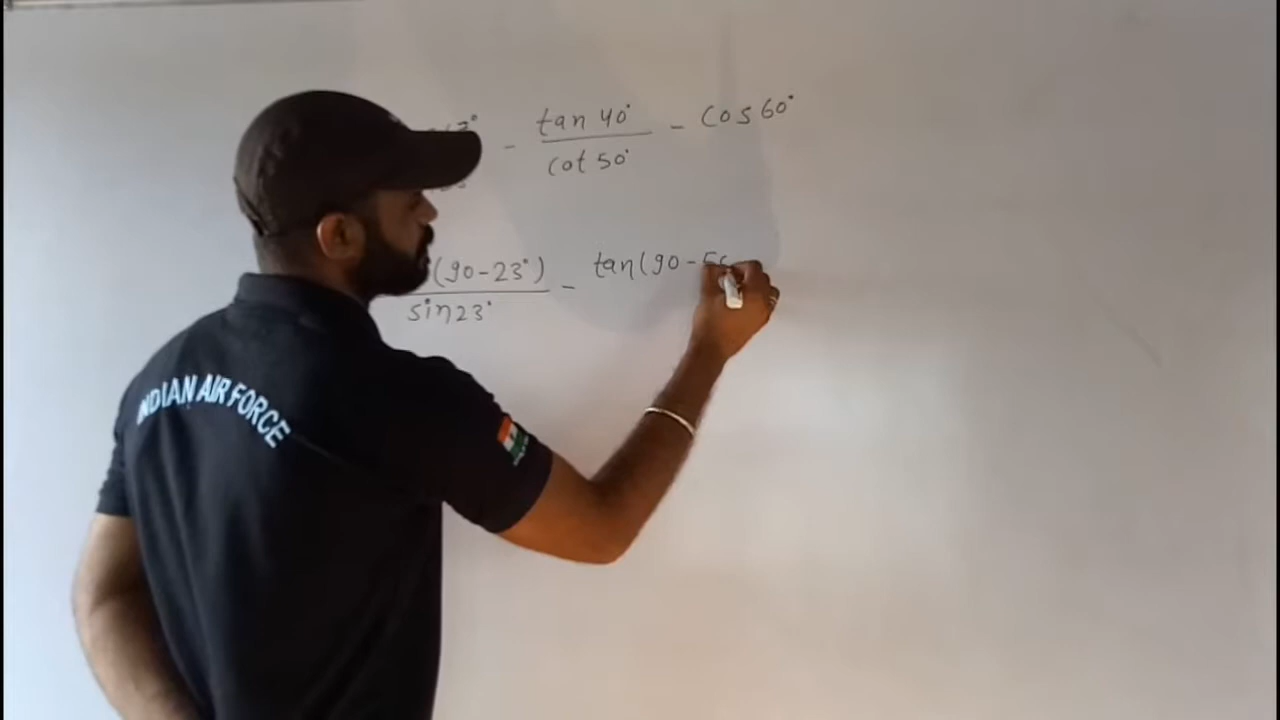 - tan 40° - cos 60°
cot 50°
(90-23°) - tan(90-
sin 23°
INDIAN AIR FORCE